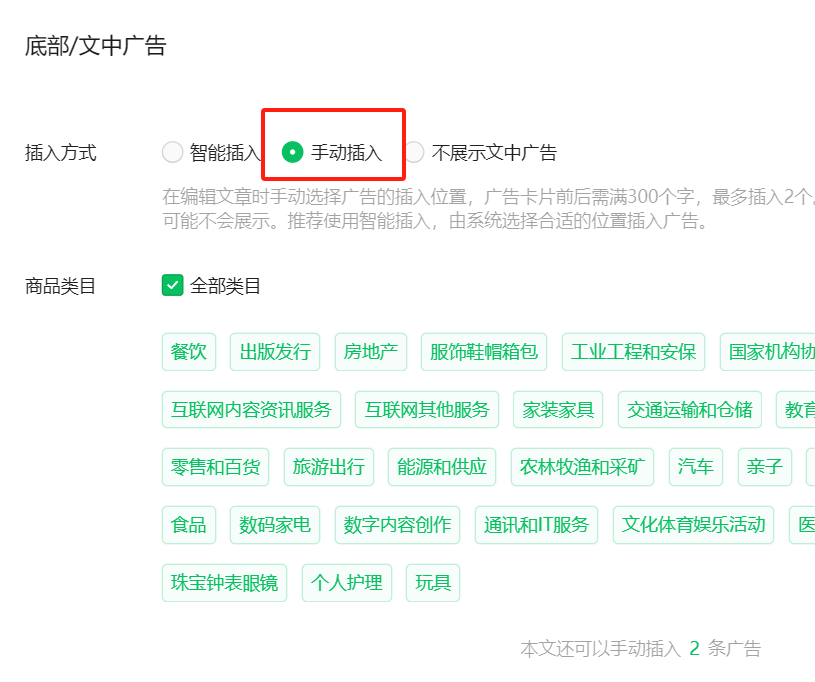 底部/文中广告
插入方式 智能插入 手动插入 不展示文中广告
在编辑文章时手动选择广告的插入位置，广告卡片前后需满300个字，最多插入2个
可能不会展示。推荐使用智能插入，由系统选择合适的位置插入广告。
商品类目 全部类目
餐饮 出版发行 房地产 服饰鞋帽箱包 工业工程和安保 国家机构协
互联网内容资讯服务 互联网其他服务 家装家具 交通运输和仓储 教育
零售和百货 旅游出行 能源和供应 农林牧渔和采矿 汽车 亲子
食品 数码家电 数字内容创作 通讯和IT服务 文化体育娱乐活动 医
珠宝钟表眼镜 个人护理 玩具
本文还可以手动插入 2 条广告